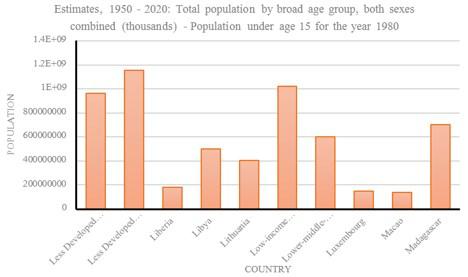 Estimates, 1950 - 2020: Total population by broad age group, both sexes
combined (thousands) - Population under age 15 for the year 1980
1.4E+09
1.2E+09
1E+09
800000000
600000000
400000000
200000000
0
POPULATION
Less Developed...
Less Developed...
Liberia
Libya
Lithuania
Low-income...
Lower-middle-...
Luxembourg
Macao
Madagascar
COUNTRY